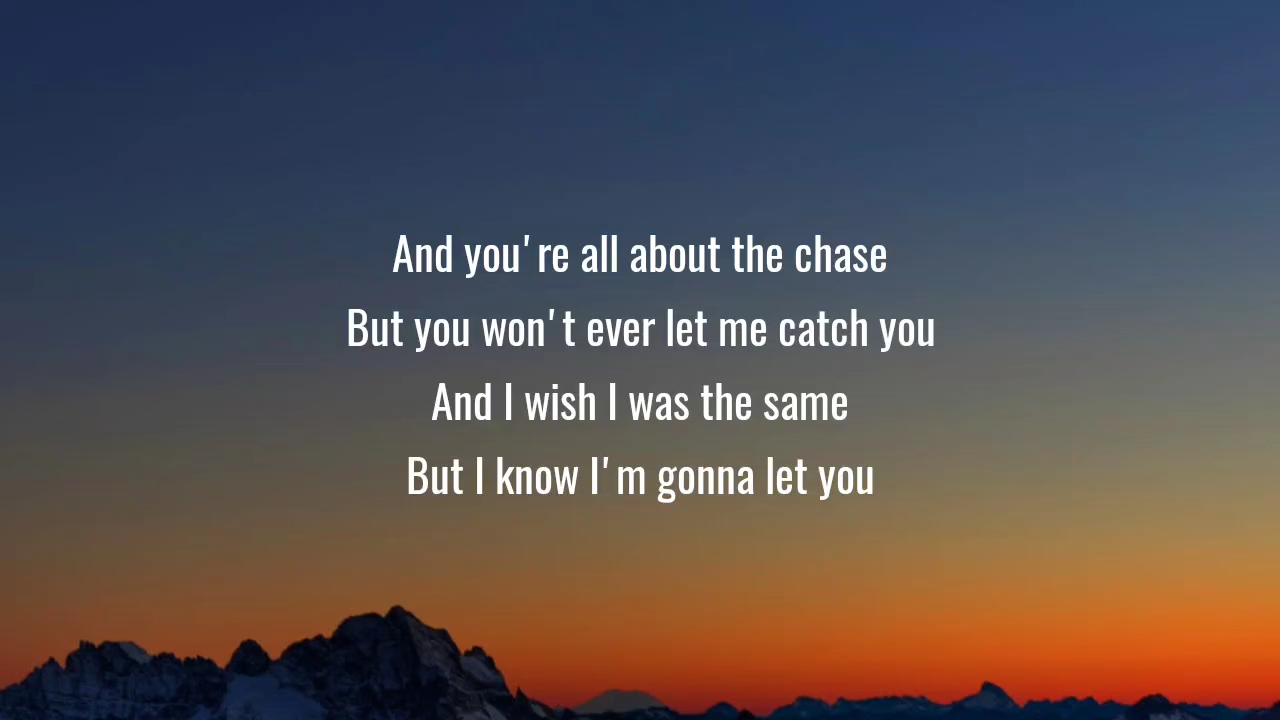 And you're all about the chase
But you won't ever let me catch you
And I wish I was the same
But I know I'm gonna let you